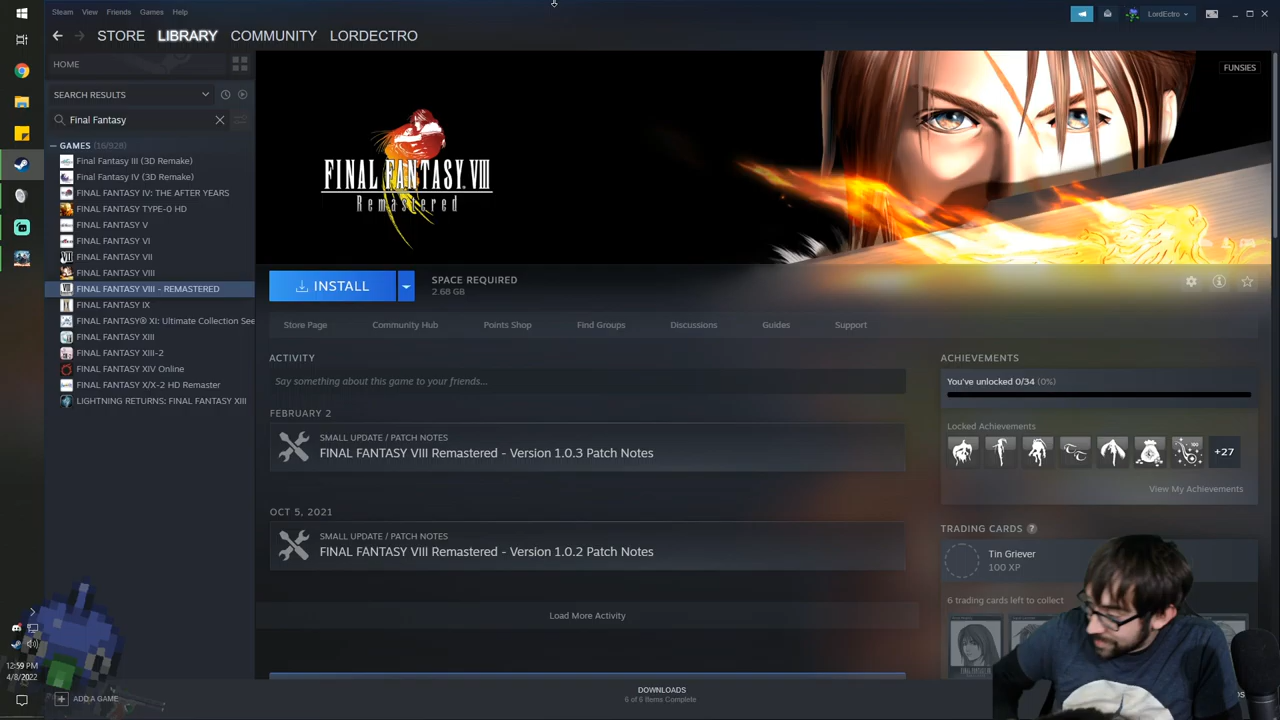 Steam View Friends Games Help
LordEctro
STORE LIBRARY COMMUNITY LORDECTRO
HOME
SEARCH RESULTS
Final Fantasy
GAMES (16/928)
Final Fantasy III (3D Remake)
Final Fantasy IV (3D Remake)
FINAL FANTASY IV: THE AFTER YEARS
FINAL FANTASY TYPE-0 HD
FINAL FANTASY V
FINAL FANTASY VI
FINAL FANTASY VII
FINAL FANTASY VIII
FINAL FANTASY VIII - REMASTERED
FINAL FANTASY IX
FINAL FANTASY® XI: Ultimate Collection See
FINAL FANTASY XIII
FINAL FANTASY XIII-2
FINAL FANTASY XIV Online
FINAL FANTASY X/X-2 HD Remaster
LIGHTNING RETURNS: FINAL FANTASY XIII
12:59 PM
4/8/2022
ADD A GAME
FUNSIES
FINAL FANTASY VIII
Remastered
INSTALL
SPACE REQUIRED
2.68 GB
Store Page Community Hub Points Shop Find Groups Discussions Guides Support
ACTIVITY
Say something about this game to your friends...
FEBRUARY 2
SMALL UPDATE / PATCH NOTES
FINAL FANTASY VIII Remastered - Version 1.0.3 Patch Notes
OCT 5, 2021
SMALL UPDATE / PATCH NOTES
FINAL FANTASY VIII Remastered - Version 1.0.2 Patch Notes
Load More Activity
ACHIEVEMENTS
You've unlocked 0/34 (0%)
Locked Achievements
+27
View My Achievements
TRADING CARDS ?
Tin Griever
100 XP
6 trading cards left to collect
DOWNLOADS
6 of 6 Items Complete